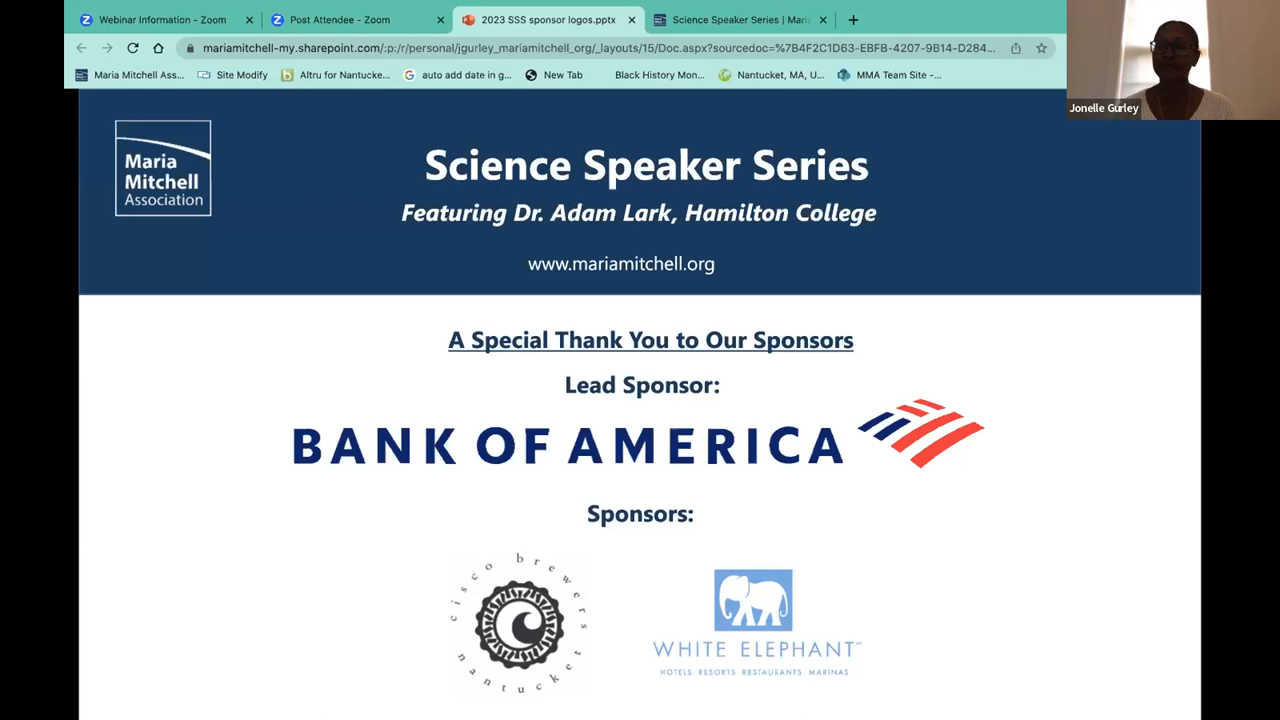 Webinar Information - Zoom
Post Attendee - Zoom
2023 SSS sponsor logos.pptx
Science Speaker Series | Mari
mariamitchell-my.sharepoint.com/:p:/r/personal/jgurley_mariamitchell_org/_layouts/15/Doc.aspx?sourcedoc=%7B4F2C1D63-EBFB-4207-9B14-D284...
Maria Mitchell Ass...
Site Modify
Altru for Nantucke...
auto add date in g...
New Tab
Black History Mon...
Nantucket, MA, U...
MMA Team Site -...
Jonelle Gurley
Maria
Mitchell
Association
Science Speaker Series
Featuring Dr. Adam Lark, Hamilton College
www.mariamitchell.org
A Special Thank You to Our Sponsors
Lead Sponsor:
BANK OF AMERICA
Sponsors:
cisco brewers
nantucket
WHITE ELEPHANT
HOTELS RESORTS RESTAURANTS MARINAS